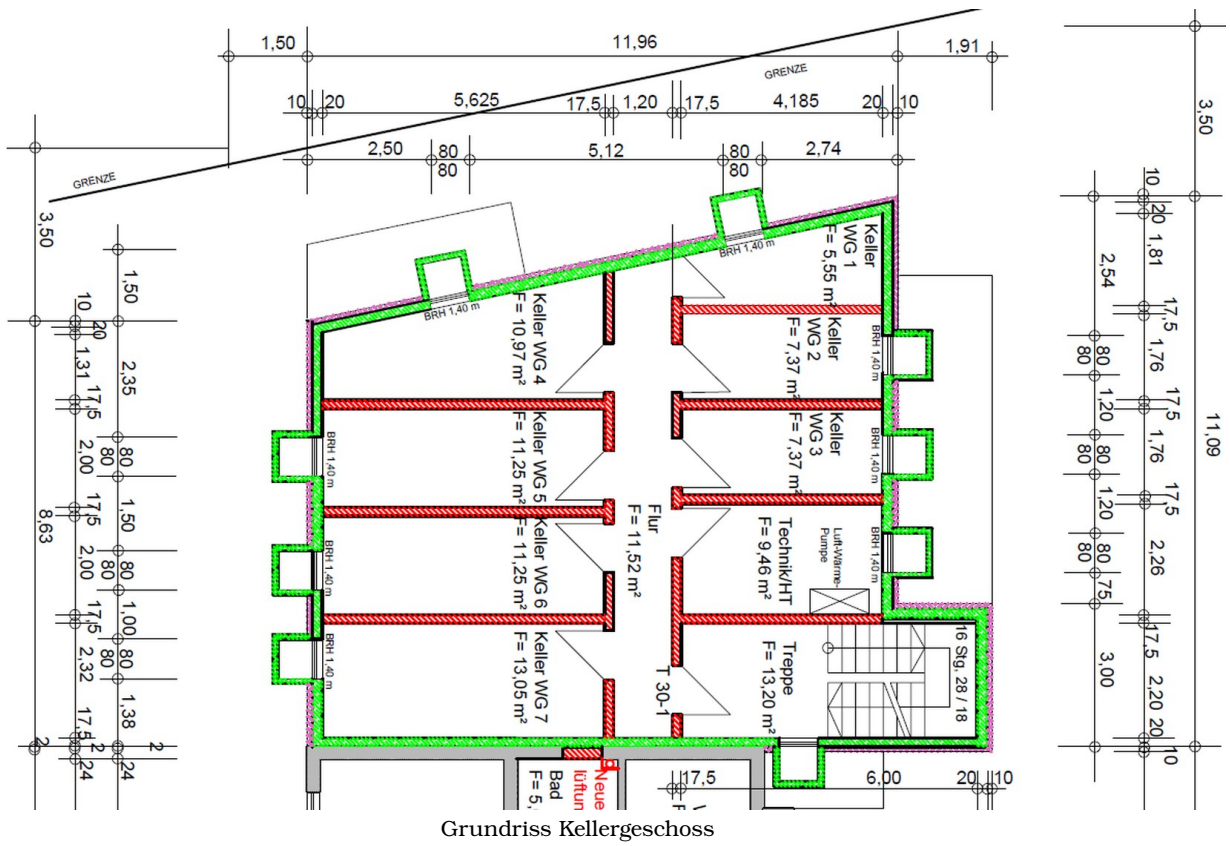 1,50 11,96 1,91
GRENZE
10 20 5,625 17,5 1,20 17,5 4,185 20 10
2,50 80 5,12 80 2,74
80 80
GRENZE
3,50
1,50
10
20
1,31
2,35
17,5
2,00
80
80
8,63
17,5
1,50
2,00
80
80
17,5
1,00
2,32
80
80
1,38
17,5
2
2
2
24
24
3,50
10
20
1,81
2,54
17,5
80
80
1,76
1,20
17,5
11,09
80
80
1,76
1,20
17,5
80
80
2,26
75
17,5
3,00
2,20
20
10
BRH 1,40 m
BRH 1,40 m
Keller
WG 1
F= 5,55 m²
Keller WG 4
F= 10,97 m²
Keller
WG 2
F= 7,37 m²
BRH 1,40 m
Keller WG 5
F= 11,25 m²
BRH 1,40 m
Keller
WG 3
F= 7,37 m²
BRH 1,40 m
Flur
F= 11,52 m²
Keller WG 6
F= 11,25 m²
BRH 1,40 m
Technik/HT
F= 9,46 m²
Luft-Wärme-
Pumpe
BRH 1,40 m
Keller WG 7
F= 13,05 m²
BRH 1,40 m
T 30-1
Treppe
F= 13,20 m²
16 Stg, 28 / 18
Neue
lüftun
Bad
F= 5,
17,5 6,00 20 10
Grundriss Kellergeschoss